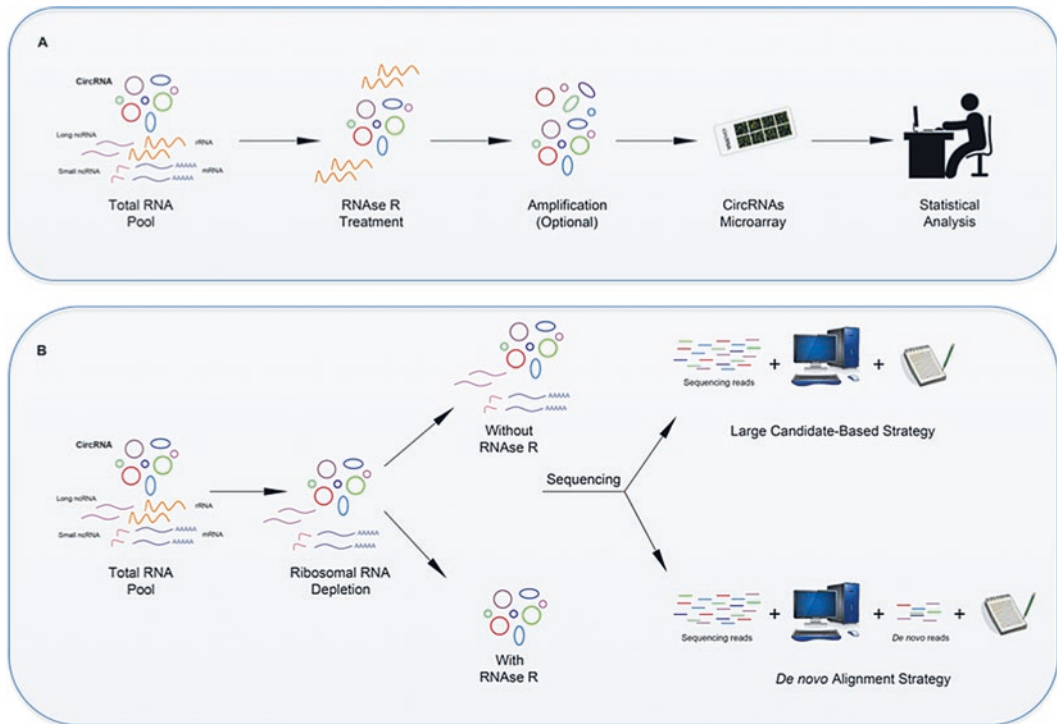 A
CircRNA
Long ncRNA
rRNA
Small ncRNA
AAAAA
AAAAA
mRNA
Total RNA
Pool
RNAse R
Treatment
Amplification
(Optional)
circRNA
CircRNAs
Microarray
Statistical
Analysis
B
CircRNA
Long ncRNA
rRNA
Small ncRNA
AAAAA
AAAAA
mRNA
Total RNA
Pool
AAAAA
AAAAA
Ribosomal RNA
Depletion
AAAAA
AAAAA
Without
RNAse R
With
RNAse R
Sequencing
Sequencing reads
+
+
Large Candidate-Based Strategy
Sequencing reads
+
+
De novo reads
+
De novo Alignment Strategy